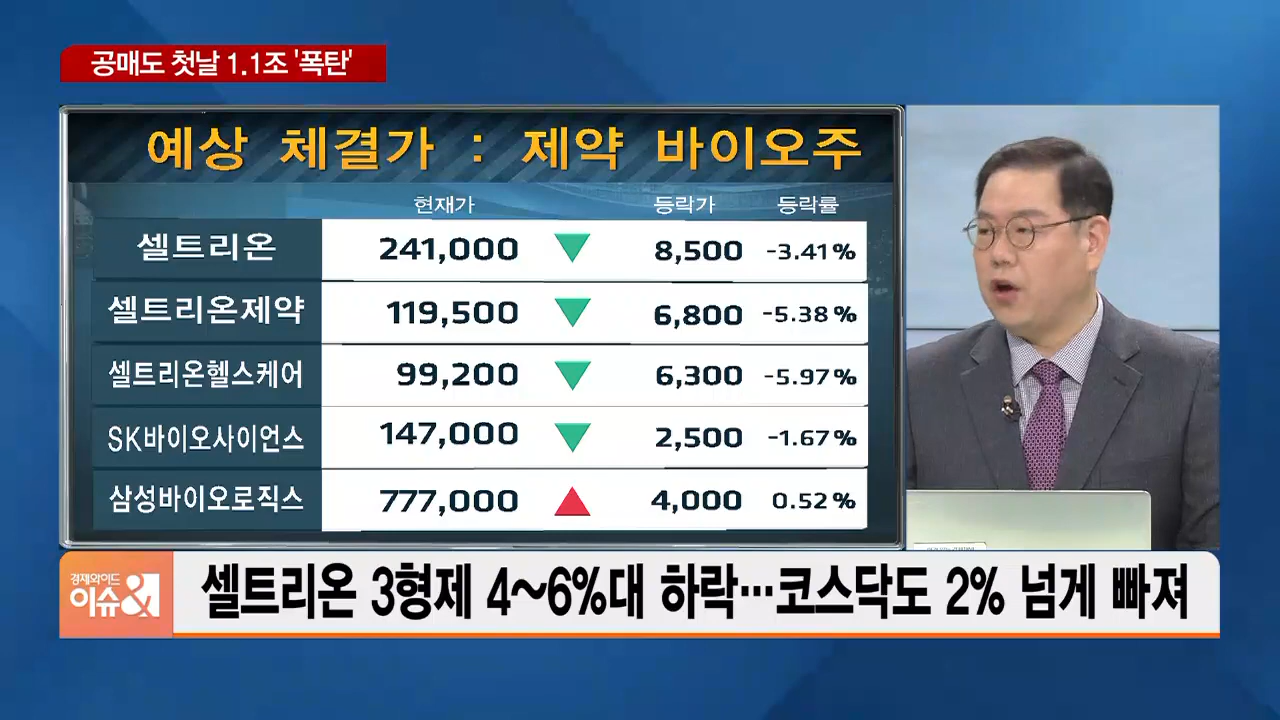 공매도 첫날 1.1조 '폭탄'
예상 체결가 : 제약 바이오주
현재가 등락가 등락률
셀트리온 241,000 ▼ 8,500 -3.41%
셀트리온제약 119,500 ▼ 6,800 -5.38%
셀트리온헬스케어 99,200 ▼ 6,300 -5.97%
SK바이오사이언스 147,000 ▼ 2,500 -1.67%
삼성바이오로직스 777,000 ▲ 4,000 0.52%
경제와이드
이슈&
셀트리온 3형제 4~6%대 하락…코스닥도 2% 넘게 빠져